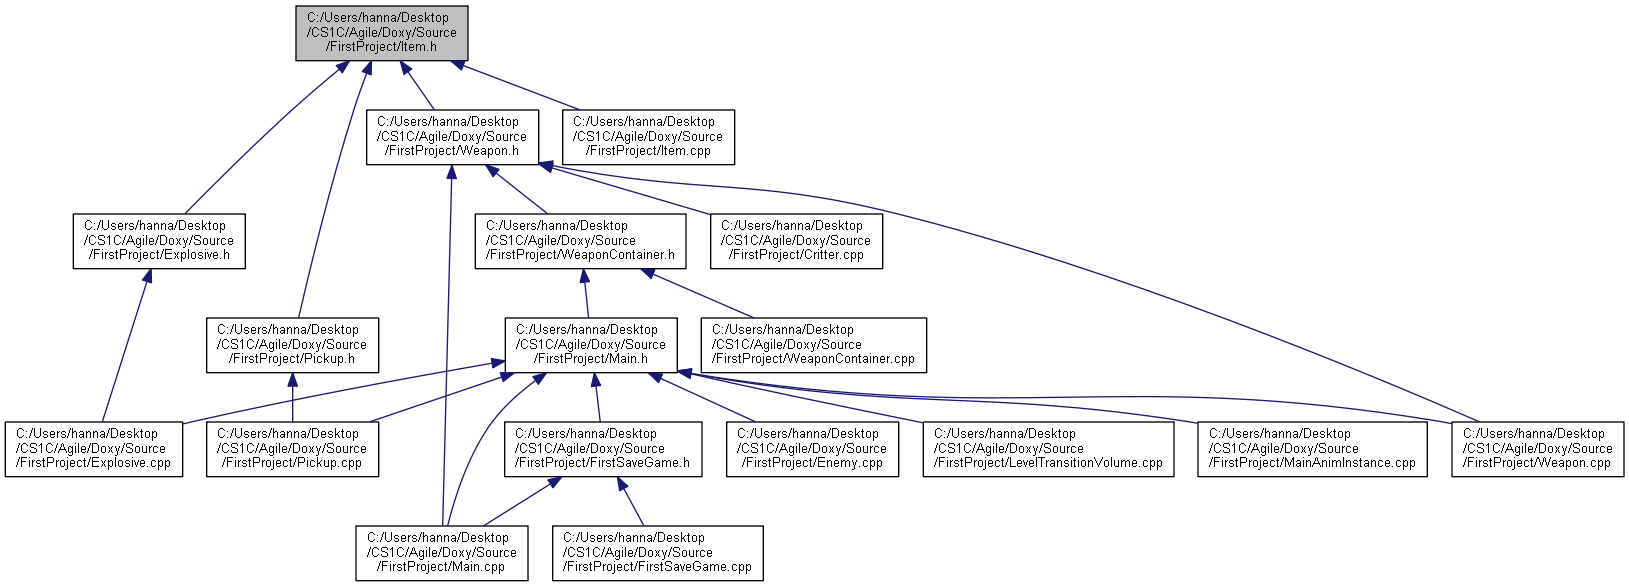 C:/Users/hanna/Desktop
/CS1C/Agile/Doxy/Source
/FirstProject/Item.h
C:/Users/hanna/Desktop
/CS1C/Agile/Doxy/Source
/FirstProject/Weapon.h
C:/Users/hanna/Desktop
/CS1C/Agile/Doxy/Source
/FirstProject/Item.cpp
C:/Users/hanna/Desktop
/CS1C/Agile/Doxy/Source
/FirstProject/Explosive.h
C:/Users/hanna/Desktop
/CS1C/Agile/Doxy/Source
/FirstProject/WeaponContainer.h
C:/Users/hanna/Desktop
/CS1C/Agile/Doxy/Source
/FirstProject/Critter.cpp
C:/Users/hanna/Desktop
/CS1C/Agile/Doxy/Source
/FirstProject/Pickup.h
C:/Users/hanna/Desktop
/CS1C/Agile/Doxy/Source
/FirstProject/Main.h
C:/Users/hanna/Desktop
/CS1C/Agile/Doxy/Source
/FirstProject/WeaponContainer.cpp
C:/Users/hanna/Desktop
/CS1C/Agile/Doxy/Source
/FirstProject/Explosive.cpp
C:/Users/hanna/Desktop
/CS1C/Agile/Doxy/Source
/FirstProject/Pickup.cpp
C:/Users/hanna/Desktop
/CS1C/Agile/Doxy/Source
/FirstProject/FirstSaveGame.h
C:/Users/hanna/Desktop
/CS1C/Agile/Doxy/Source
/FirstProject/Enemy.cpp
C:/Users/hanna/Desktop
/CS1C/Agile/Doxy/Source
/FirstProject/LevelTransitionVolume.cpp
C:/Users/hanna/Desktop
/CS1C/Agile/Doxy/Source
/FirstProject/MainAnimInstance.cpp
C:/Users/hanna/Desktop
/CS1C/Agile/Doxy/Source
/FirstProject/Weapon.cpp
C:/Users/hanna/Desktop
/CS1C/Agile/Doxy/Source
/FirstProject/Main.cpp
C:/Users/hanna/Desktop
/CS1C/Agile/Doxy/Source
/FirstProject/FirstSaveGame.cpp